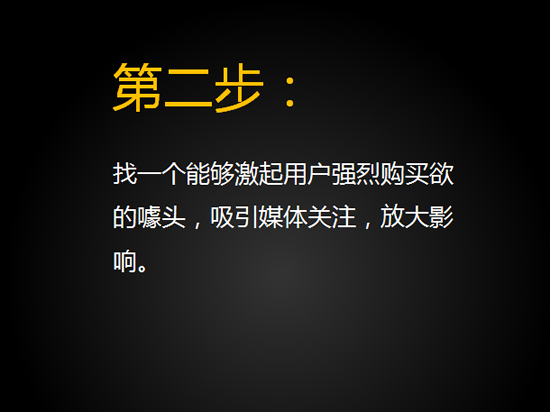 第二步：
找一个能够激起用户强烈购买欲
的噱头，吸引媒体关注，放大影
响。